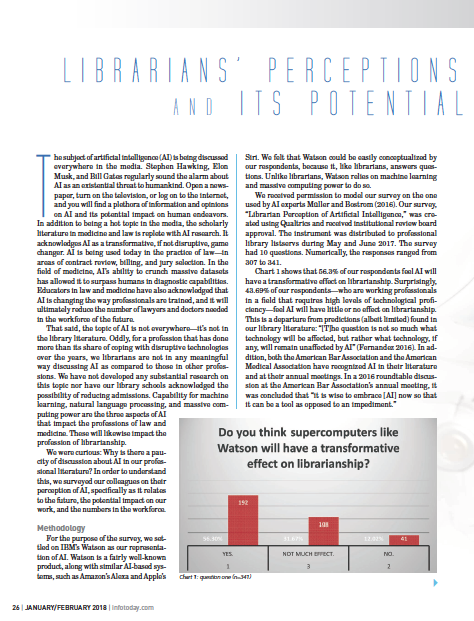 LIBRARIANS' PERCEPTIONS
AND ITS POTENTIAL
The subject of artificial intelligence (AI) is being discussed
everywhere in the media. Stephen Hawking, Elon
Musk, and Bill Gates regularly sound the alarm about
AI as an existential threat to humankind. Open a news-
paper, turn on the television, or log on to the internet,
and you will find a plethora of information and opinions
on AI and its potential impact on human endeavors.
In addition to being a hot topic in the media, the scholarly
literature in medicine and law is replete with AI research. It
acknowledges AI as a transformative, if not disruptive, game
changer. AI is being used today in the practice of law—in
areas of contract review, billing, and jury selection. In the
field of medicine, AI's ability to crunch massive datasets
has allowed it to surpass humans in diagnostic capabilities.
Educators in law and medicine have also acknowledged that
AI is changing the way professionals are trained, and it will
ultimately reduce the number of lawyers and doctors needed
in the workforce of the future.
That said, the topic of AI is not everywhere—it's not in
the library literature. Oddly, for a profession that has done
more than its share of coping with disruptive technologies
over the years, we librarians are not in any meaningful
way discussing AI as compared to those in other profes-
sions. We have not developed any substantial research on
this topic nor have our library schools acknowledged the
possibility of reducing admissions. Capability for machine
learning, natural language processing, and massive com-
puting power are the three aspects of AI
that impact the professions of law and
medicine. Those will likewise impact the
profession of librarianship.
We were curious: Why is there a pau-
city of discussion about AI in our profes-
sional literature? In order to understand
this, we surveyed our colleagues on their
perception of AI, specifically as it relates
to the future, the potential impact on our
work, and the numbers in the workforce.
Methodology
For the purpose of the survey, we set-
tled on IBM's Watson as our representa-
tion of AI. Watson is a fairly well-known
product, along with similar AI-based sys-
tems, such as Amazon's Alexa and Apple's
Siri. We felt that Watson could be easily conceptualized by
our respondents, because it, like librarians, answers ques-
tions. Unlike librarians, Watson relies on machine learning
and massive computing power to do so.
We received permission to model our survey on the one
used by AI experts Müller and Bostrom (2016). Our survey,
"Librarian Perception of Artificial Intelligence," was cre-
ated using Qualtrics and received institutional review board
approval. The instrument was distributed to professional
library listservs during May and June 2017. The survey
had 10 questions. Numerically, the responses ranged from
307 to 341.
Chart 1 shows that 56.3% of our respondents feel AI will
have a transformative effect on librarianship. Surprisingly,
43.69% of our respondents—who are working professionals
in a field that requires high levels of technological profi-
ciency—feel AI will have little or no effect on librarianship.
This is a departure from predictions (albeit limited) found in
our library literature: "[T]he question is not so much what
technology will be affected, but rather what technology, if
any, will remain unaffected by AI" (Fernandez 2016). In ad-
dition, both the American Bar Association and the American
Medical Association have recognized AI in their literature
and at their annual meetings. In a 2016 roundtable discus-
sion at the American Bar Association's annual meeting, it
was concluded that "it is wise to embrace [AI] now so that
it can be a tool as opposed to an impediment."
Do you think supercomputers like
Watson will have a transformative
effect on librarianship?
192
108
56.30% 31.67% 12.02% 41
YES. NOT MUCH EFFECT. NO.
1 3 2
Chart 1: question one (n=341)
26 | JANUARY/FEBRUARY 2018 | infotoday.com